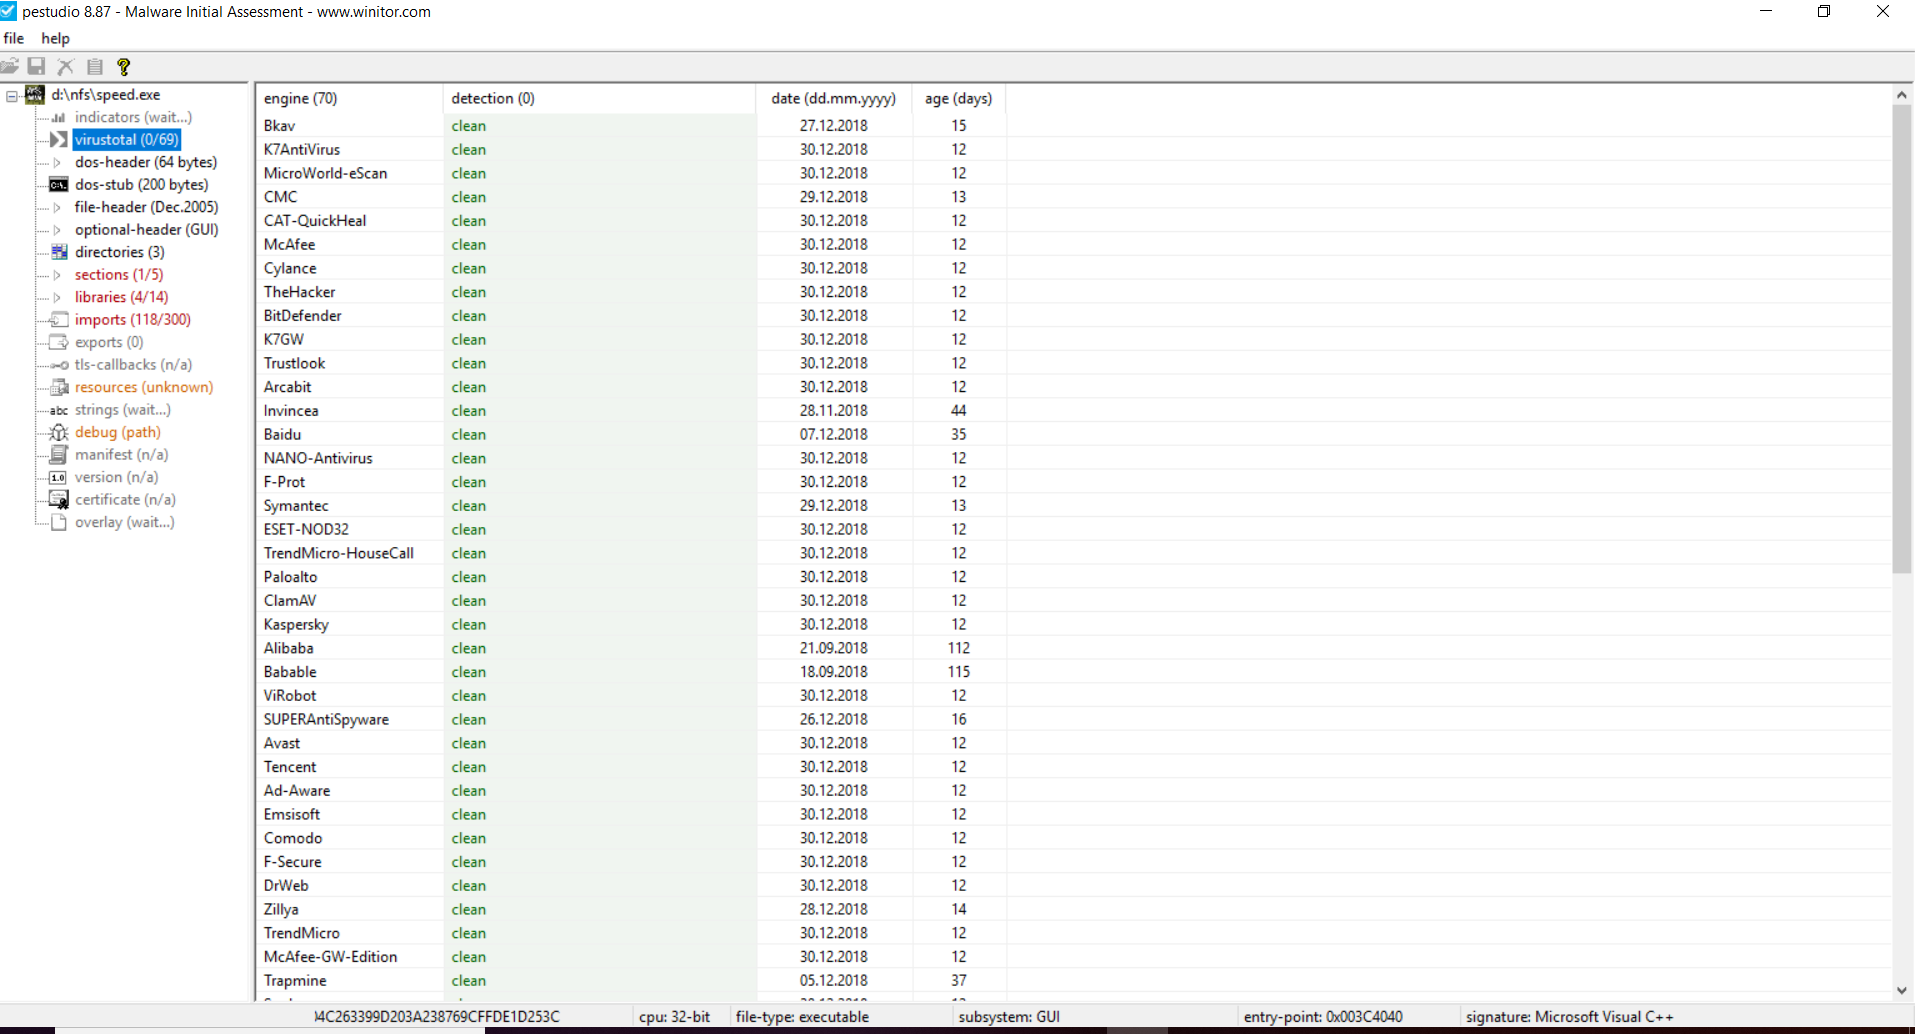 pestudio 8.87 - Malware Initial Assessment - www.winitor.com
file help
d:\nfs\speed.exe
indicators (wait...)
virustotal (0/69)
dos-header (64 bytes)
dos-stub (200 bytes)
file-header (Dec.2005)
optional-header (GUI)
directories (3)
sections (1/5)
libraries (4/14)
imports (118/300)
exports (0)
tls-callbacks (n/a)
resources (unknown)
abc strings (wait...)
debug (path)
manifest (n/a)
1.0 version (n/a)
certificate (n/a)
overlay (wait...)
engine (70) detection (0) date (dd.mm.yyyy) age (days)
Bkav clean 27.12.2018 15
K7AntiVirus clean 30.12.2018 12
MicroWorld-eScan clean 30.12.2018 12
CMC clean 29.12.2018 13
CAT-QuickHeal clean 30.12.2018 12
McAfee clean 30.12.2018 12
Cylance clean 30.12.2018 12
TheHacker clean 30.12.2018 12
BitDefender clean 30.12.2018 12
K7GW clean 30.12.2018 12
Trustlook clean 30.12.2018 12
Arcabit clean 30.12.2018 12
Invincea clean 28.11.2018 44
Baidu clean 07.12.2018 35
NANO-Antivirus clean 30.12.2018 12
F-Prot clean 30.12.2018 12
Symantec clean 29.12.2018 13
ESET-NOD32 clean 30.12.2018 12
TrendMicro-HouseCall clean 30.12.2018 12
Paloalto clean 30.12.2018 12
ClamAV clean 30.12.2018 12
Kaspersky clean 30.12.2018 12
Alibaba clean 21.09.2018 112
Babable clean 18.09.2018 115
ViRobot clean 30.12.2018 12
SUPERAntiSpyware clean 26.12.2018 16
Avast clean 30.12.2018 12
Tencent clean 30.12.2018 12
Ad-Aware clean 30.12.2018 12
Emsisoft clean 30.12.2018 12
Comodo clean 30.12.2018 12
F-Secure clean 30.12.2018 12
DrWeb clean 30.12.2018 12
Zillya clean 28.12.2018 14
TrendMicro clean 30.12.2018 12
McAfee-GW-Edition clean 30.12.2018 12
Trapmine clean 05.12.2018 37
4C263399D203A238769CFFDE1D253C cpu: 32-bit file-type: executable subsystem: GUI entry-point: 0x003C4040 signature: Microsoft Visual C++